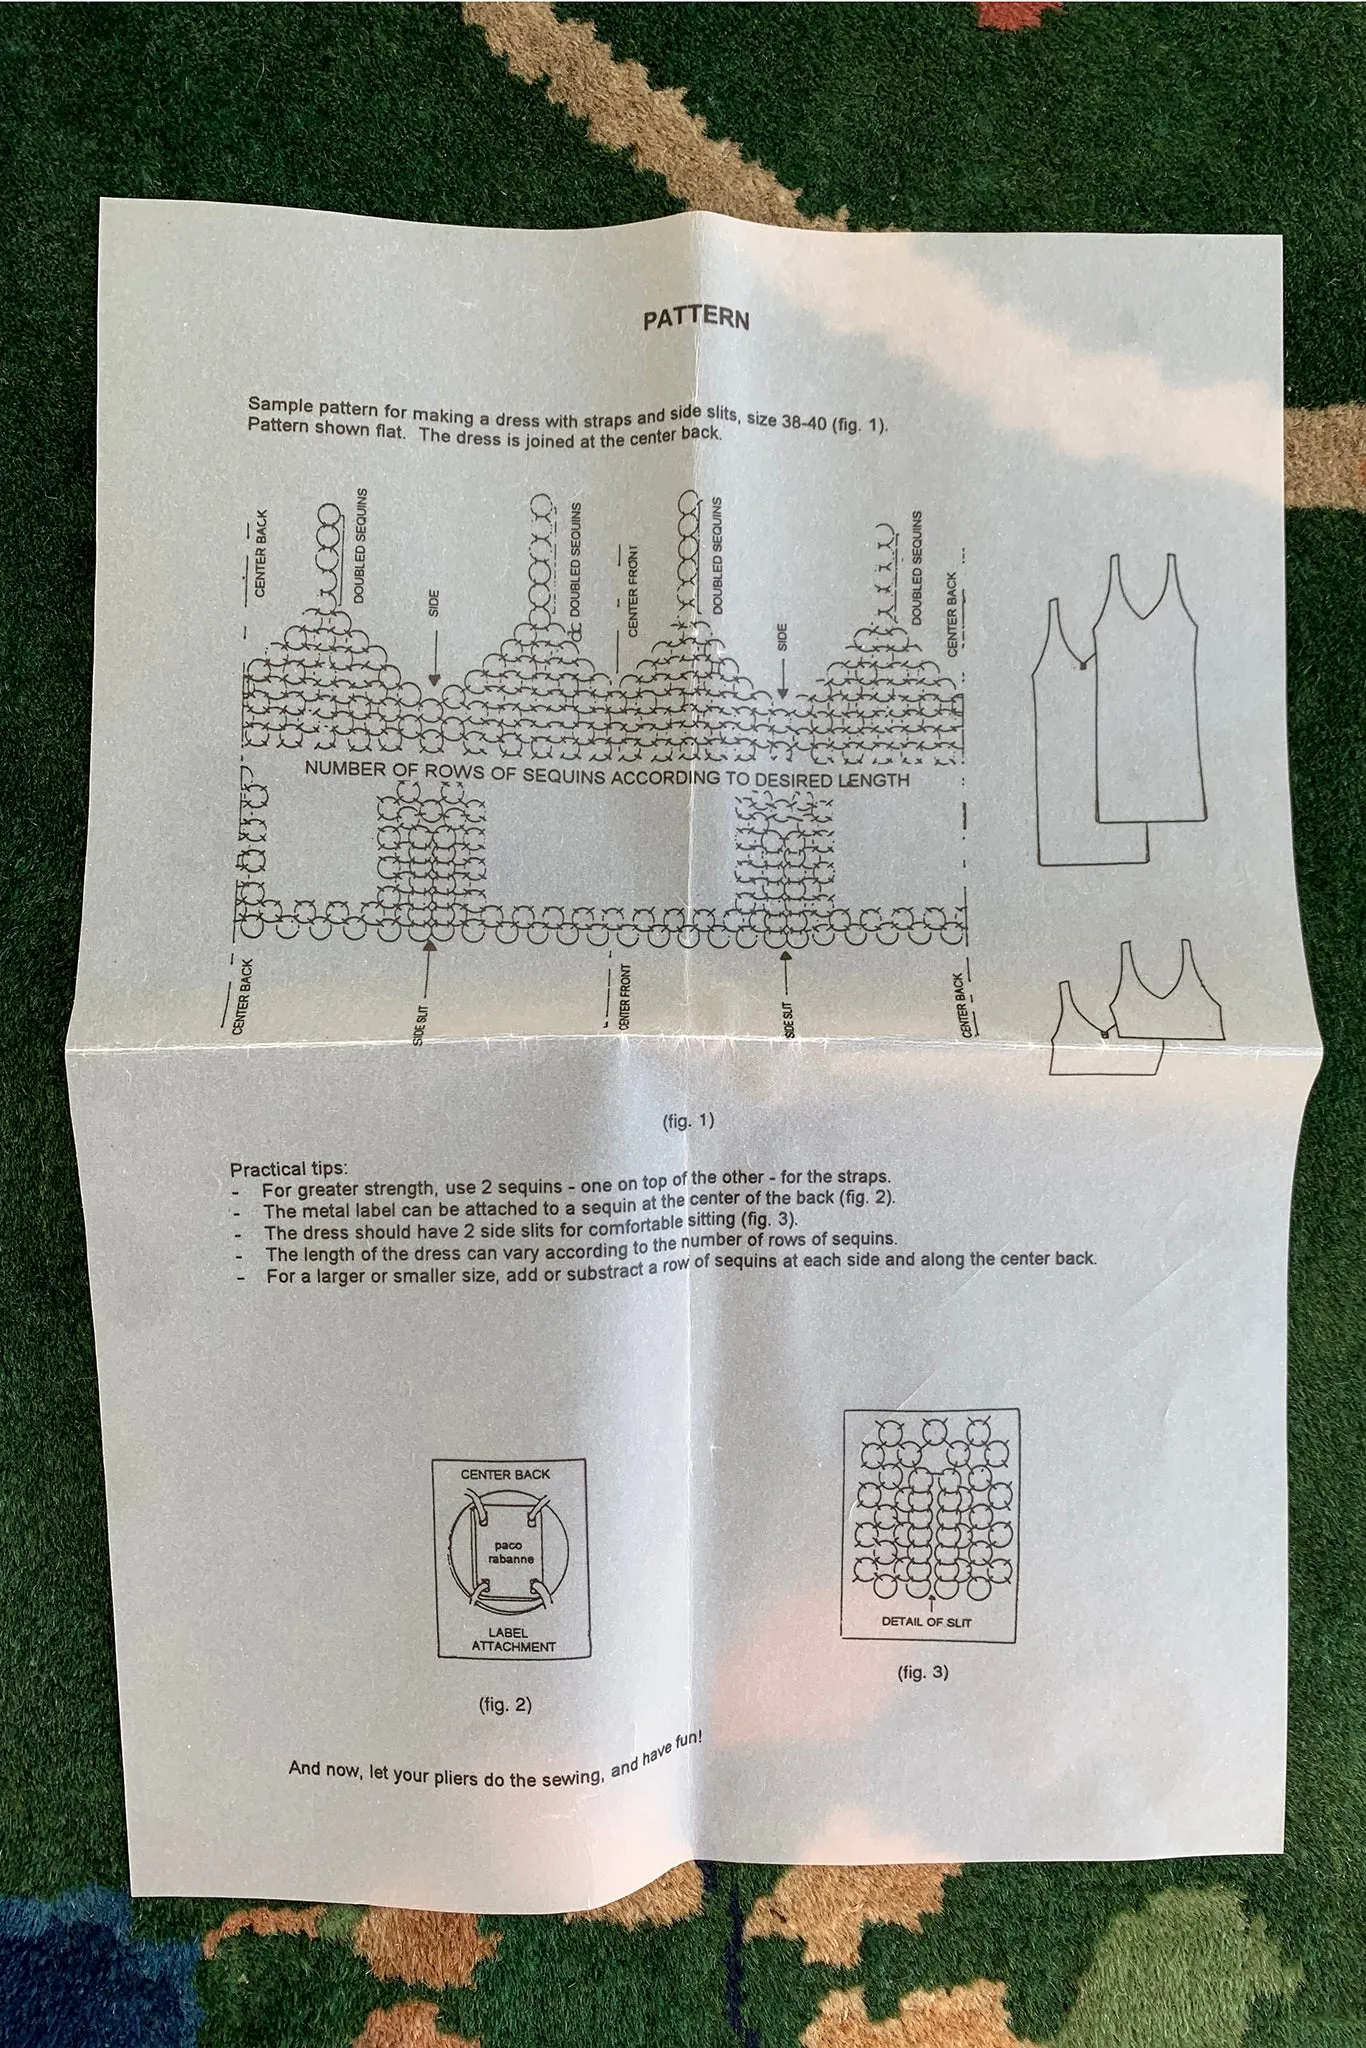 PATTERN
Sample pattern for making a dress with straps and side slits, size 38-40 (fig. 1).
Pattern shown flat. The dress is joined at the center back.
CENTER BACK
DOUBLED SEQUINS
SIDE
DOUBLED SEQUINS
CENTER FRONT
DOUBLED SEQUINS
SIDE
DOUBLED SEQUINS
CENTER BACK
NUMBER OF ROWS OF SEQUINS ACCORDING TO DESIRED LENGTH
CENTER BACK
SIDE SLIT
CENTER FRONT
SIDE SLIT
CENTER BACK
(fig. 1)
Practical tips:
- For greater strength, use 2 sequins - one on top of the other - for the straps.
- The metal label can be attached to a sequin at the center of the back (fig. 2).
- The dress should have 2 side slits for comfortable sitting (fig. 3).
- The length of the dress can vary according to the number of rows of sequins.
- For a larger or smaller size, add or substract a row of sequins at each side and along the center back.
CENTER BACK
paco
rabanne
LABEL
ATTACHMENT
(fig. 2)
DETAIL OF SLIT
(fig. 3)
And now, let your pliers do the sewing, and have fun!